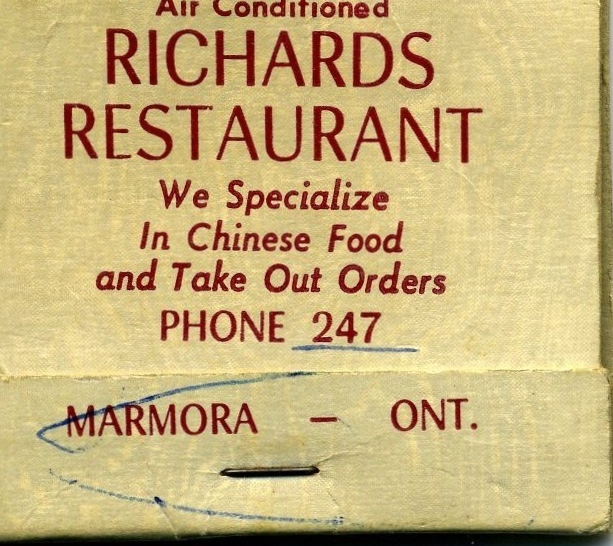 Air Conditioned
RICHARDS
RESTAURANT
We Specialize
In Chinese Food
and Take Out Orders
PHONE 247
MARMORA – ONT.